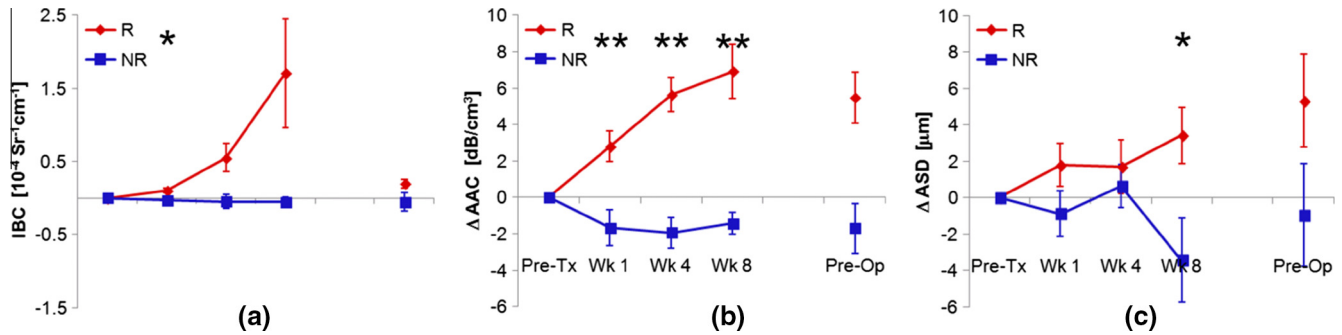 IBC [10⁻⁴ Sr⁻¹cm⁻¹]
2.5
1.5
0.5
-0.5
-1.5
R
NR
*
(a)
Δ AAC [dB/cm³]
10
8
6
4
2
0
-2
-4
-6
R
NR
** ** **
Pre-Tx Wk 1 Wk 4 Wk 8 Pre-Op
(b)
Δ ASD [µm]
10
8
6
4
2
0
-2
-4
-6
R
NR
*
Pre-Tx Wk 1 Wk 4 Wk 8 Pre-Op
(c)